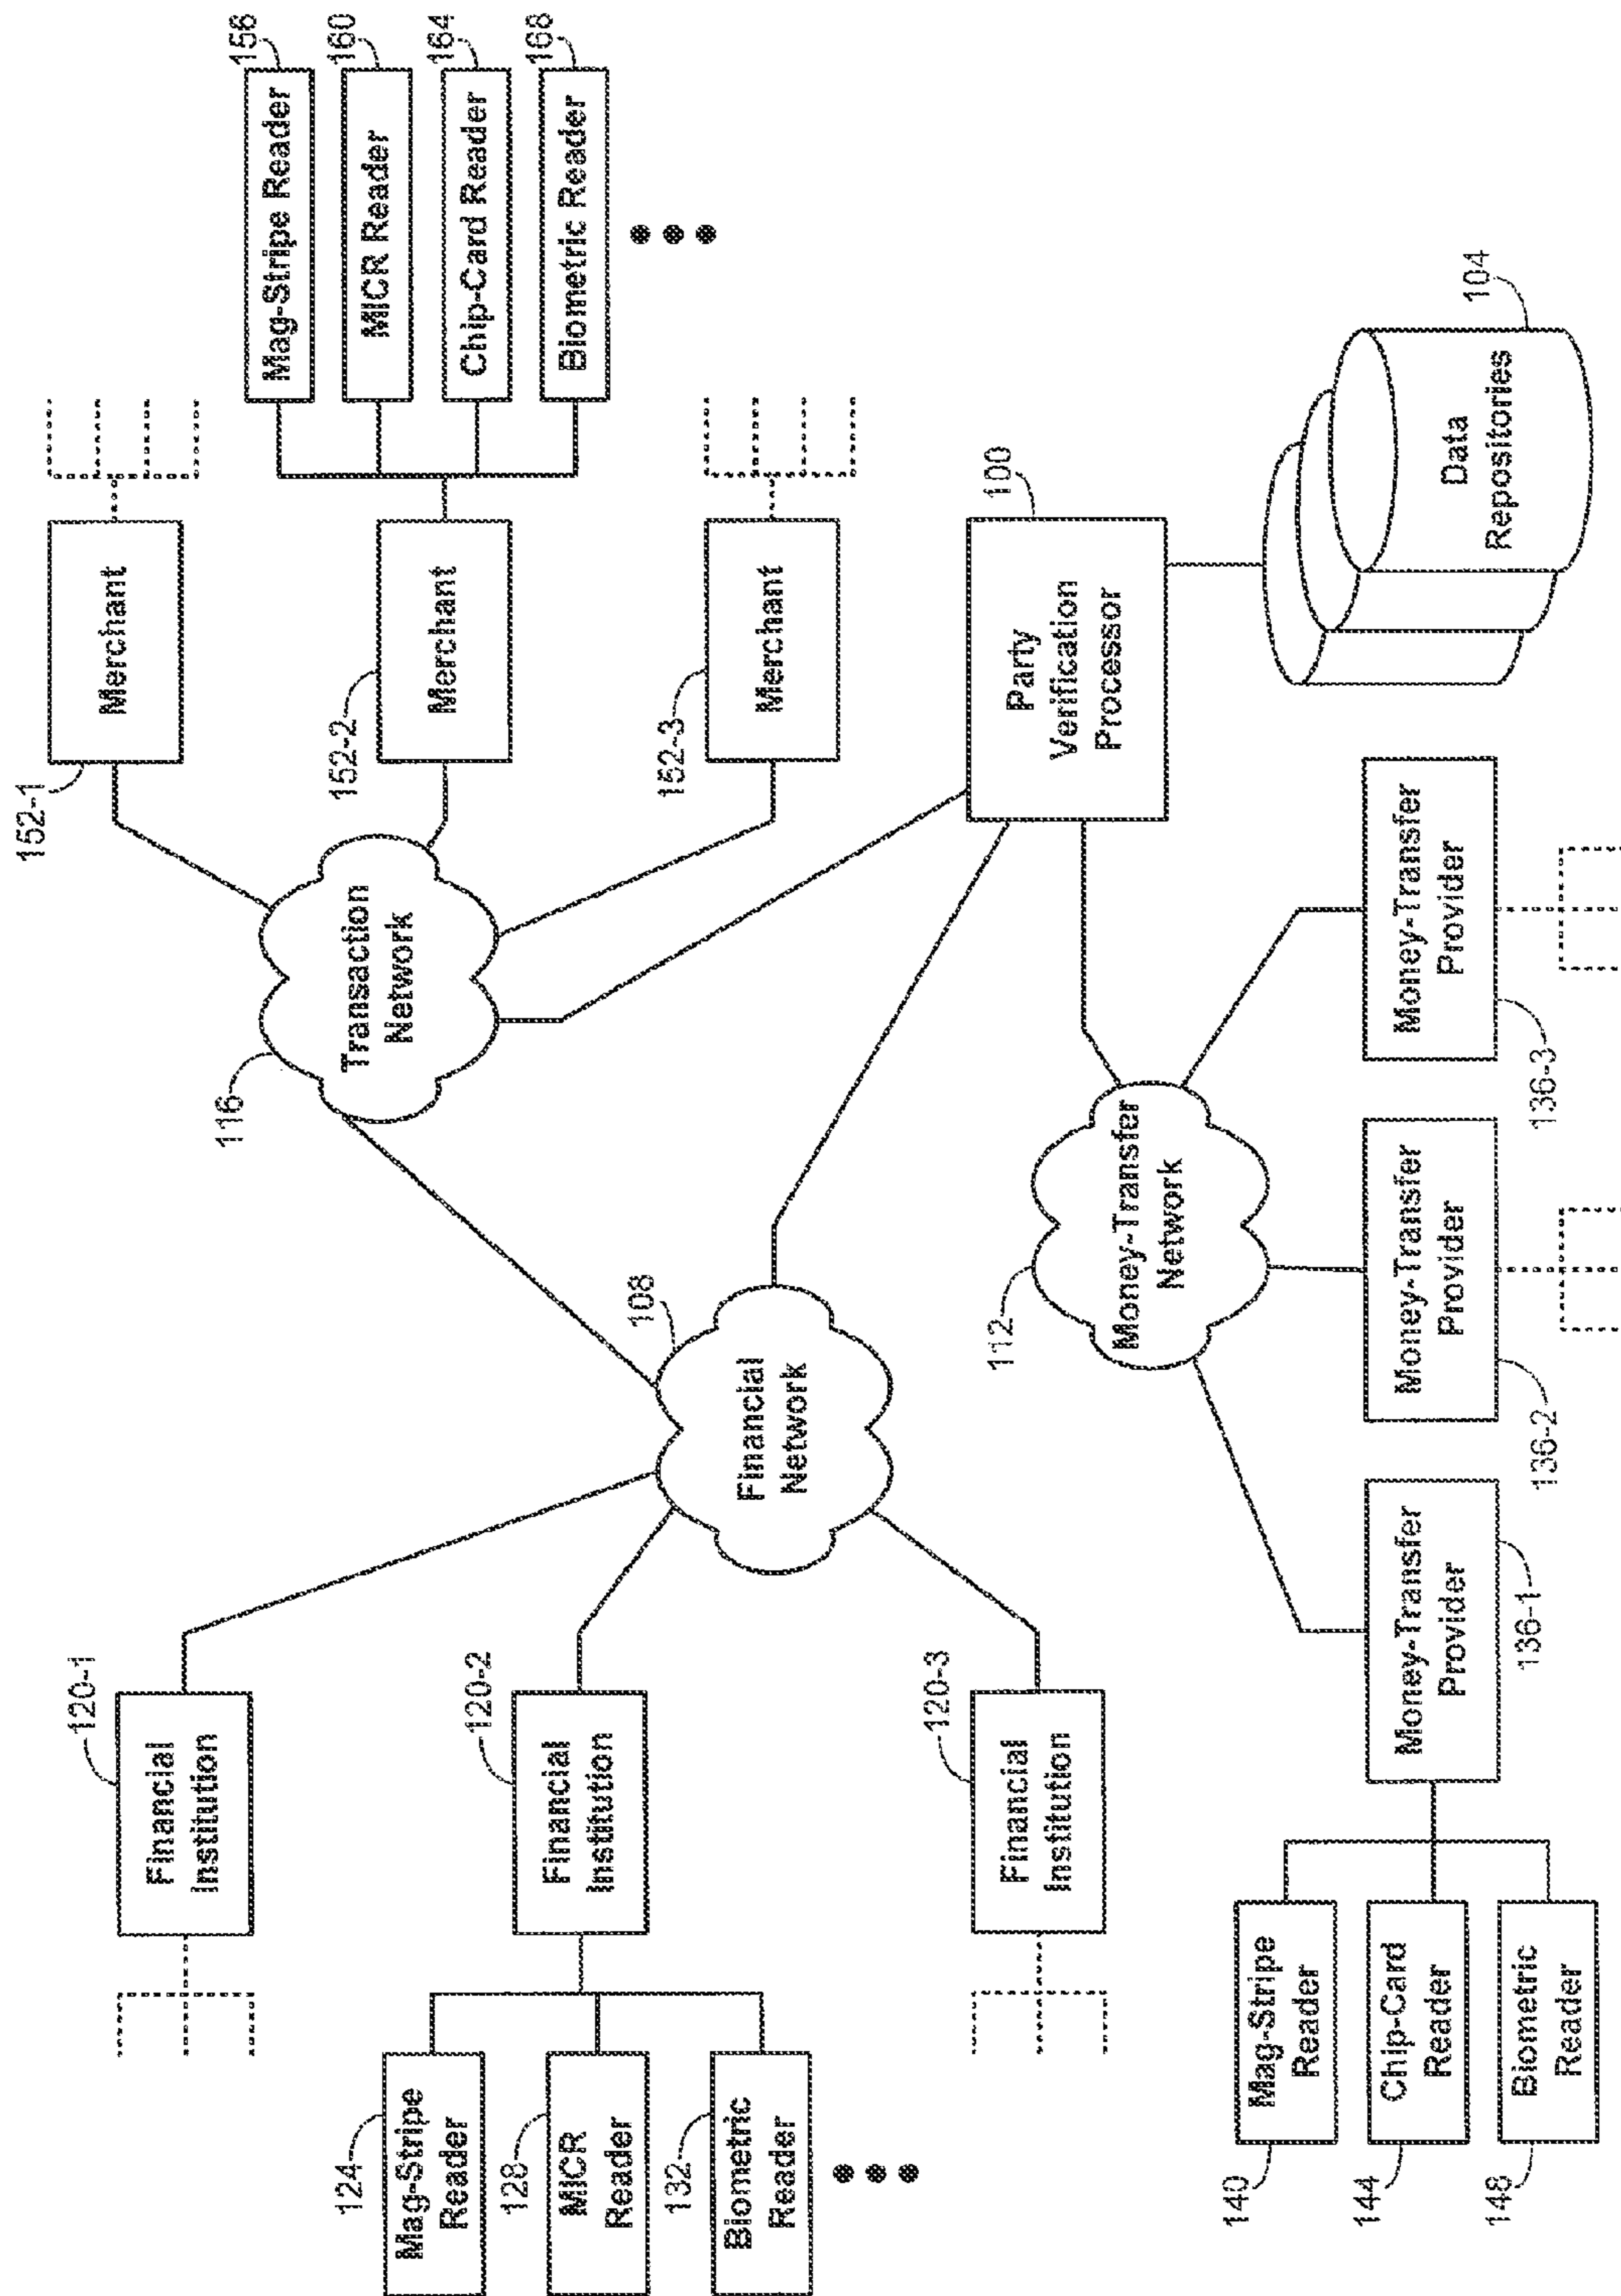 120-1
Financial
Institution
120-2
Financial
Institution
120-3
Financial
Institution
124
Mag-Stripe
Reader
128
MICR
Reader
132
Biometric
Reader
108
Financial
Network
116
Transaction
Network
152-1
Merchant
152-2
Merchant
152-3
Merchant
156
Mag-Stripe Reader
160
MICR Reader
164
Chip-Card Reader
168
Biometric Reader
100
Party
Verification
Processor
104
Data
Repositories
112
Money-Transfer
Network
Money-Transfer
Provider
136-1
Money-Transfer
Provider
136-2
Money-Transfer
Provider
136-3
140
Mag-Stripe
Reader
144
Chip-Card
Reader
148
Biometric
Reader